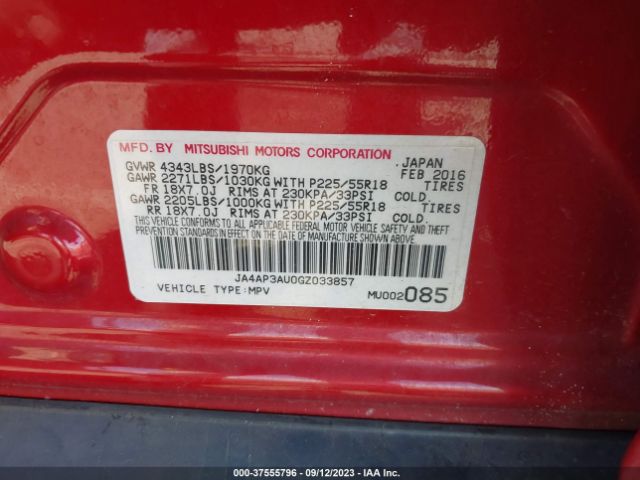 MFD. BY MITSUBISHI MOTORS CORPORATION JAPAN
GVWR 4343LBS/1970KG FEB 2016
GAWR 2271LBS/1030KG WITH P225/55R18 TIRES
FR 18X7.0J RIMS AT 230KPA/33PSI COLD.
GAWR 2205LBS/1000KG WITH P225/55R18 TIRES
RR 18X7.0J RIMS AT 230KPA/33PSI COLD.
THIS VEHICLE CONFORMS TO ALL APPLICABLE FEDERAL MOTOR VEHICLE SAFETY AND THEFT
PREVENTION STANDARDS IN EFFECT ON THE DATE OF MANUFACTURE SHOWN ABOVE.
JA4AP3AU0GZ033857
VEHICLE TYPE:MPV MU002085
000-37555796 - 09/12/2023 - IAAI.COM